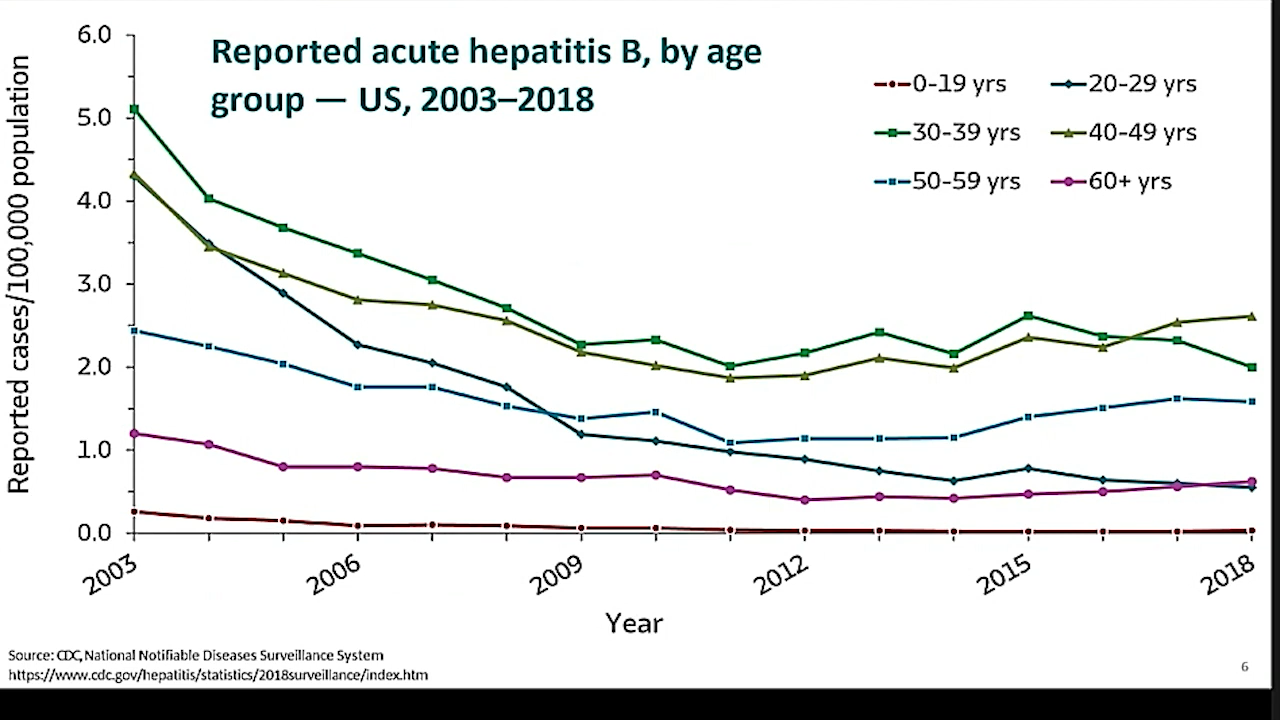 Reported acute hepatitis B, by age
group — US, 2003–2018
0-19 yrs
20-29 yrs
30-39 yrs
40-49 yrs
50-59 yrs
60+ yrs
Reported cases/100,000 population
6.0
5.0
4.0
3.0
2.0
1.0
0.0
2003
2006
2009
2012
2015
2018
Year
Source: CDC, National Notifiable Diseases Surveillance System
https://www.cdc.gov/hepatitis/statistics/2018surveillance/index.htm
6